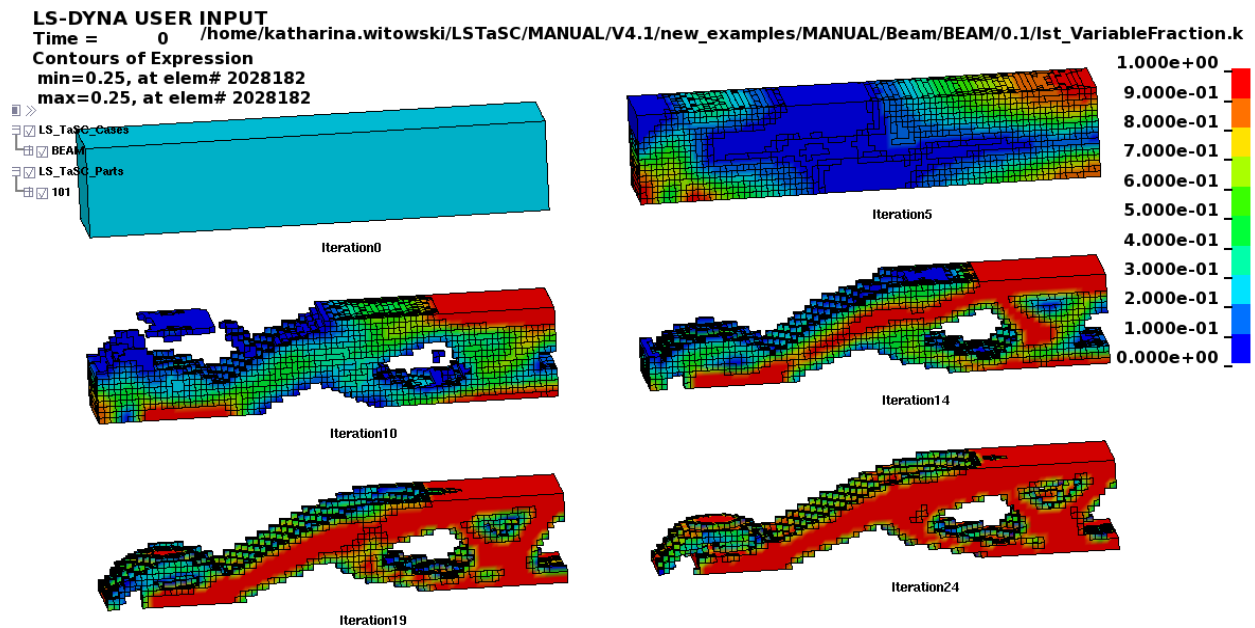 LS-DYNA USER INPUT
Time = 0 /home/katharina.witowski/LSTaSC/MANUAL/V4.1/new_examples/MANUAL/Beam/BEAM/0.1/lst_VariableFraction.k
Contours of Expression
min=0.25, at elem# 2028182
max=0.25, at elem# 2028182
LS_TaSC_Cases
BEAM
LS_TaSC_Parts
101
1.000e+00
9.000e-01
8.000e-01
7.000e-01
6.000e-01
5.000e-01
4.000e-01
3.000e-01
2.000e-01
1.000e-01
0.000e+00
Iteration0
Iteration5
Iteration10
Iteration14
Iteration19
Iteration24